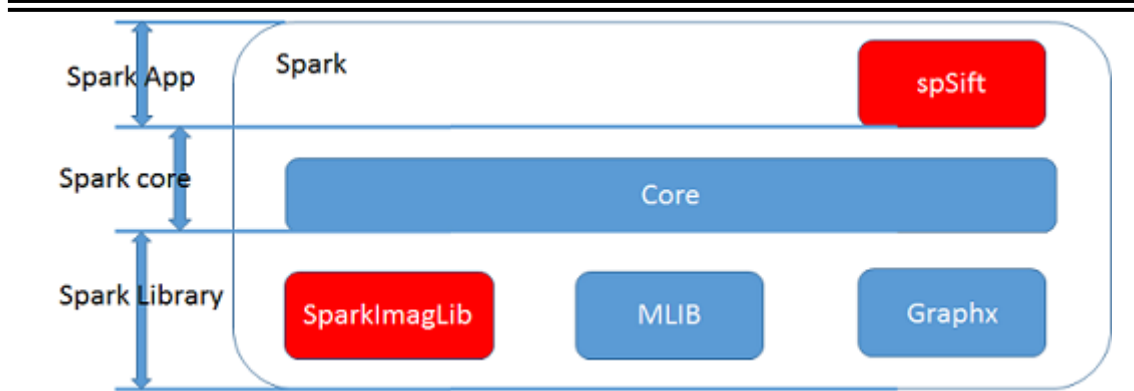 Spark App
Spark
spSift
Spark core
Core
Spark Library
SparkImagLib
MLIB
Graphx